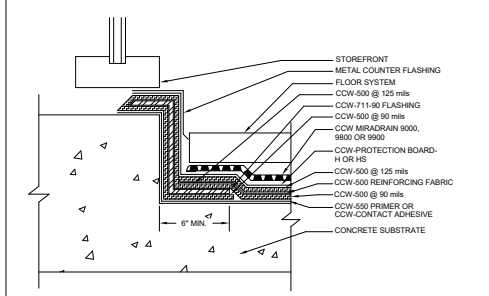 STOREFRONT
METAL COUNTER FLASHING
FLOOR SYSTEM
CCW-500 @ 125 mils
CCW-711-90 FLASHING
CCW-500 @ 90 mils
CCW MIRADRAIN 9000,
9800 OR 9900
CCW-PROTECTION BOARD-
H OR HS
CCW-500 @ 125 mils
CCW-500 REINFORCING FABRIC
CCW-500 @ 90 mils
CCW-550 PRIMER OR
CCW-CONTACT ADHESIVE
6" MIN.
CONCRETE SUBSTRATE